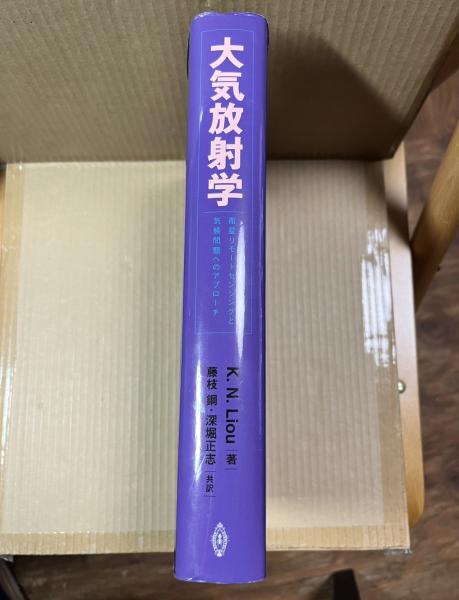 大気放射学
衛星リモートセンシングと
気候問題へのアプローチ
K. N. Liou 著
藤枝 鋼・深堀正志 共訳